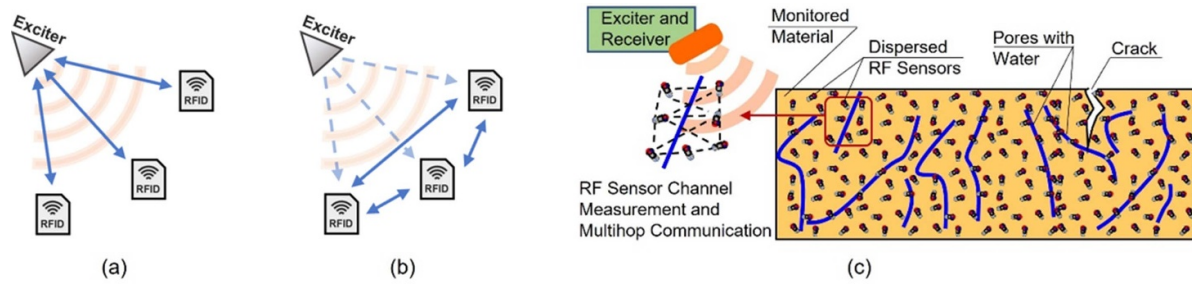 Exciter
RFID
RFID
RFID
(a)
Exciter
RFID
RFID
RFID
(b)
Exciter and
Receiver
Monitored
Material
Dispersed
RF Sensors
Pores with
Water
Crack
RF Sensor Channel
Measurement and
Multihop Communication
(c)